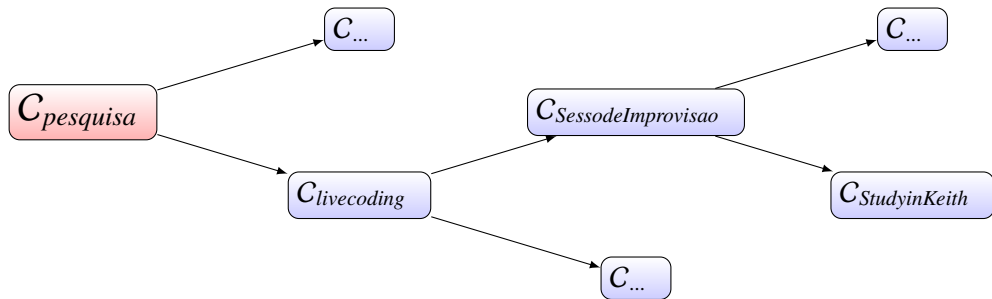 C...
C...
Cpesquisa
CSessodeImprovisao
Clivecoding
CStudyinKeith
C...